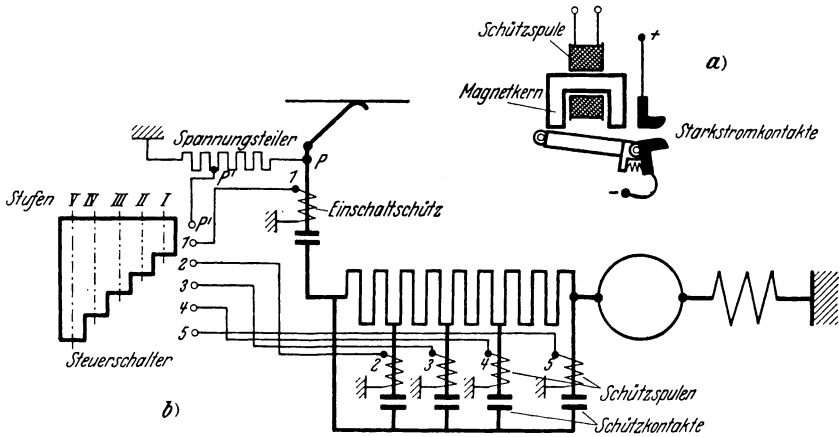 Schützspule
+
a)
Magnetkern
Starkstromkontakte
-
Spannungsteiler
P
P'
1
Einschaltschütz
Stufen V IV III II I
P'
1
2
3
4
5
Steuerschalter
2 3 4 5
Schützspulen
Schützkontakte
b)